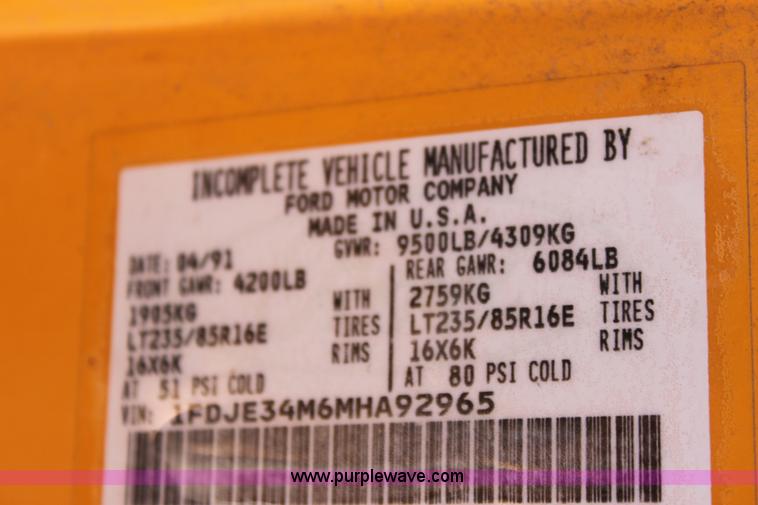 INCOMPLETE VEHICLE MANUFACTURED BY
FORD MOTOR COMPANY
MADE IN U.S.A.
DATE: 04/91 GVWR: 9500LB/4309KG
FRONT GAWR: 4200LB REAR GAWR: 6084LB
1905KG WITH 2759KG WITH
LT235/85R16E TIRES LT235/85R16E TIRES
16X6K RIMS 16X6K RIMS
AT 51 PSI COLD AT 80 PSI COLD
VIN: 1FDJE34M6MHA92965
www.purplewave.com